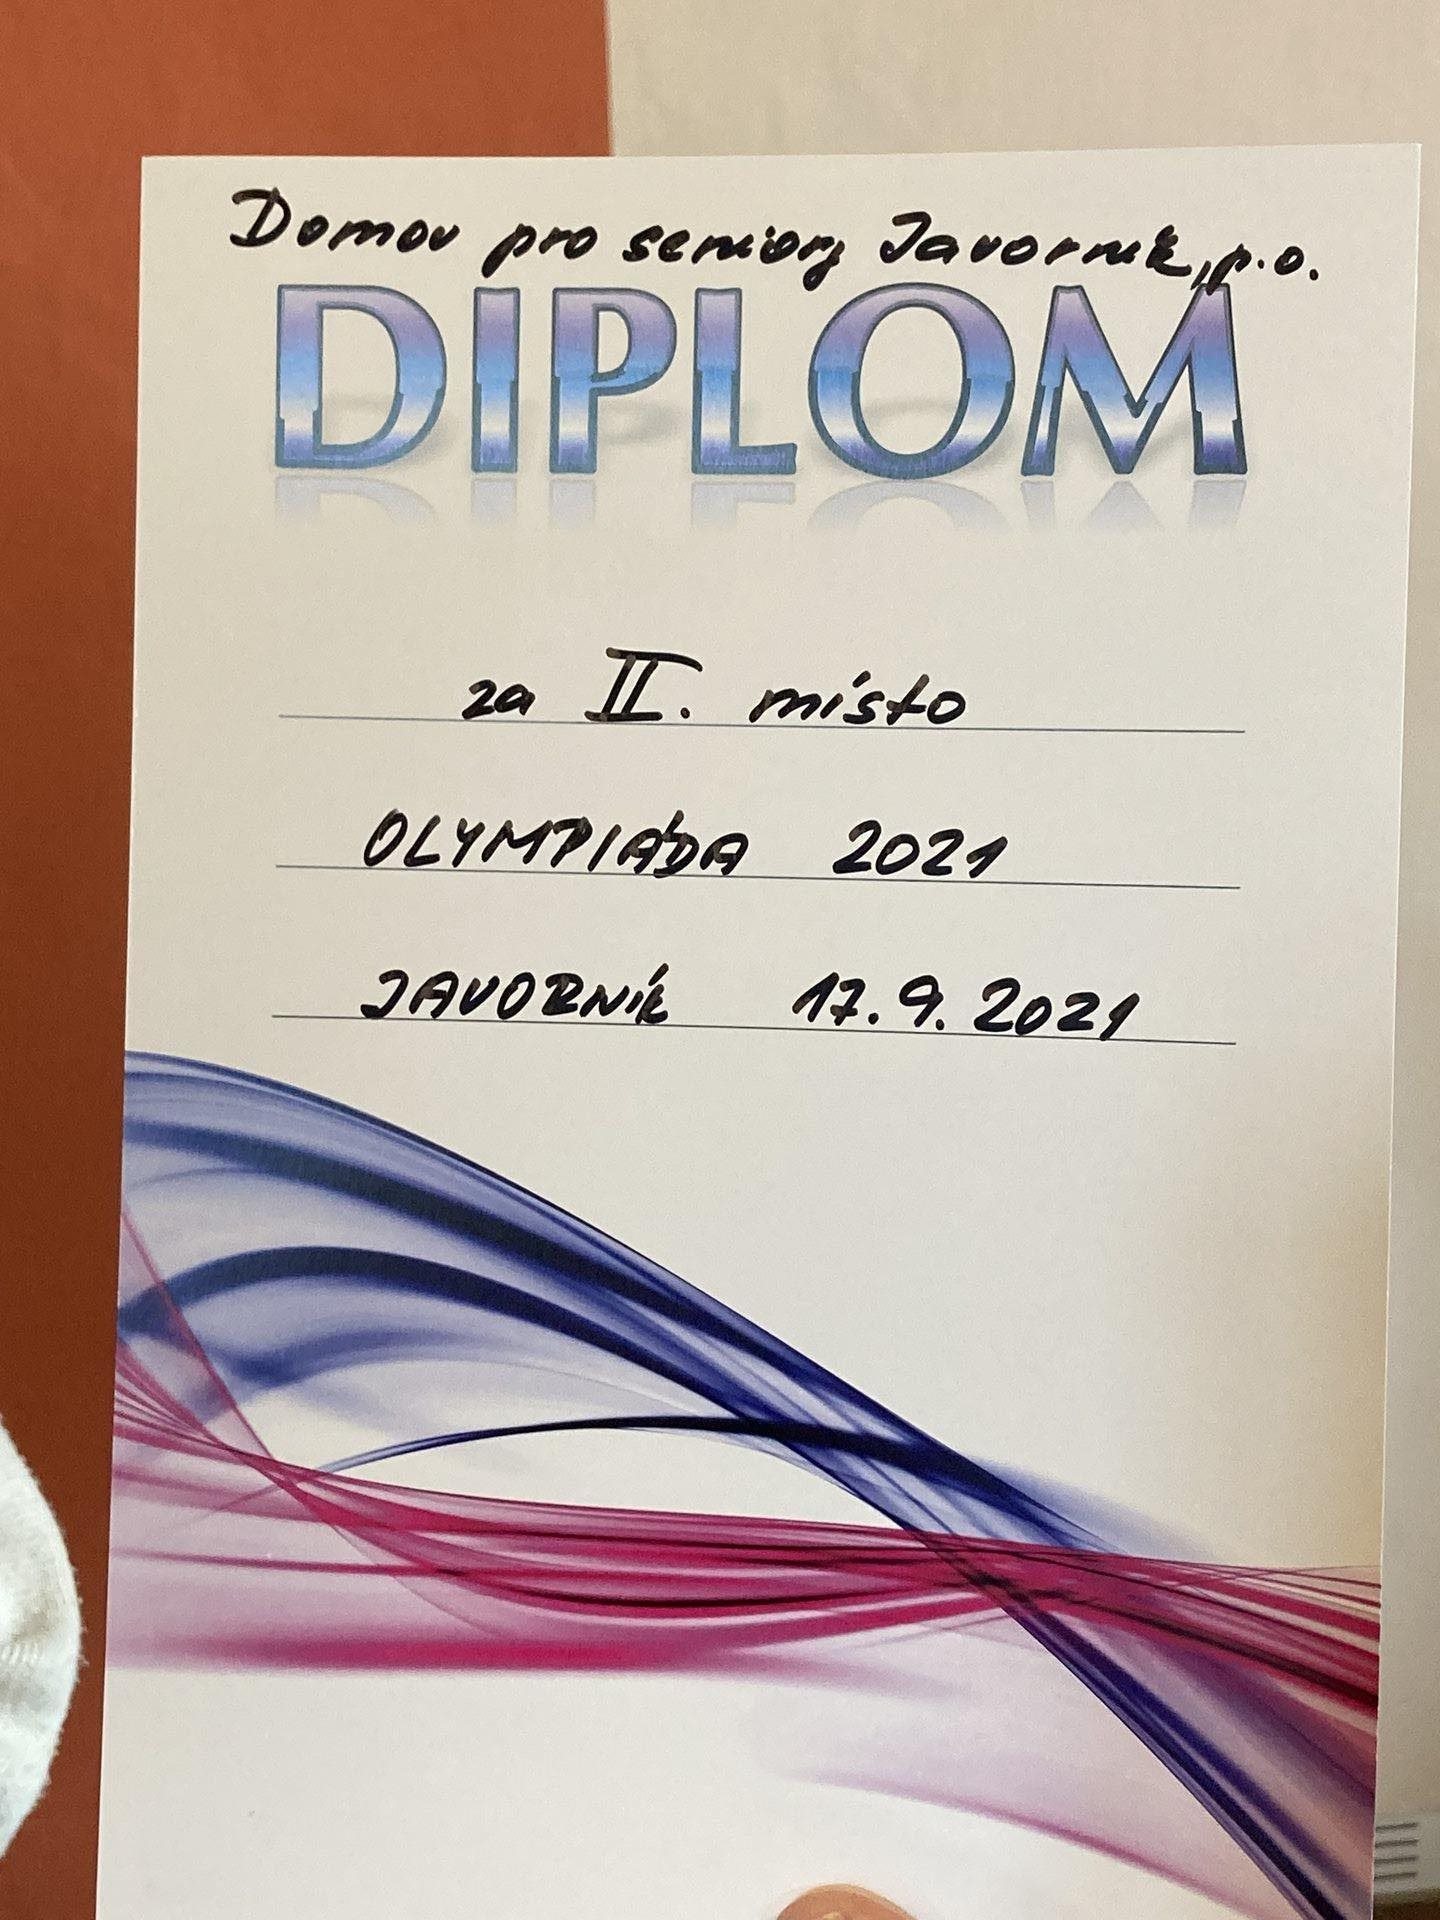 Domov pro seniory Javorník, p.o.
DIPLOM
za II. místo
OLYMPIÁDA 2021
JAVORNÍK 17.9.2021